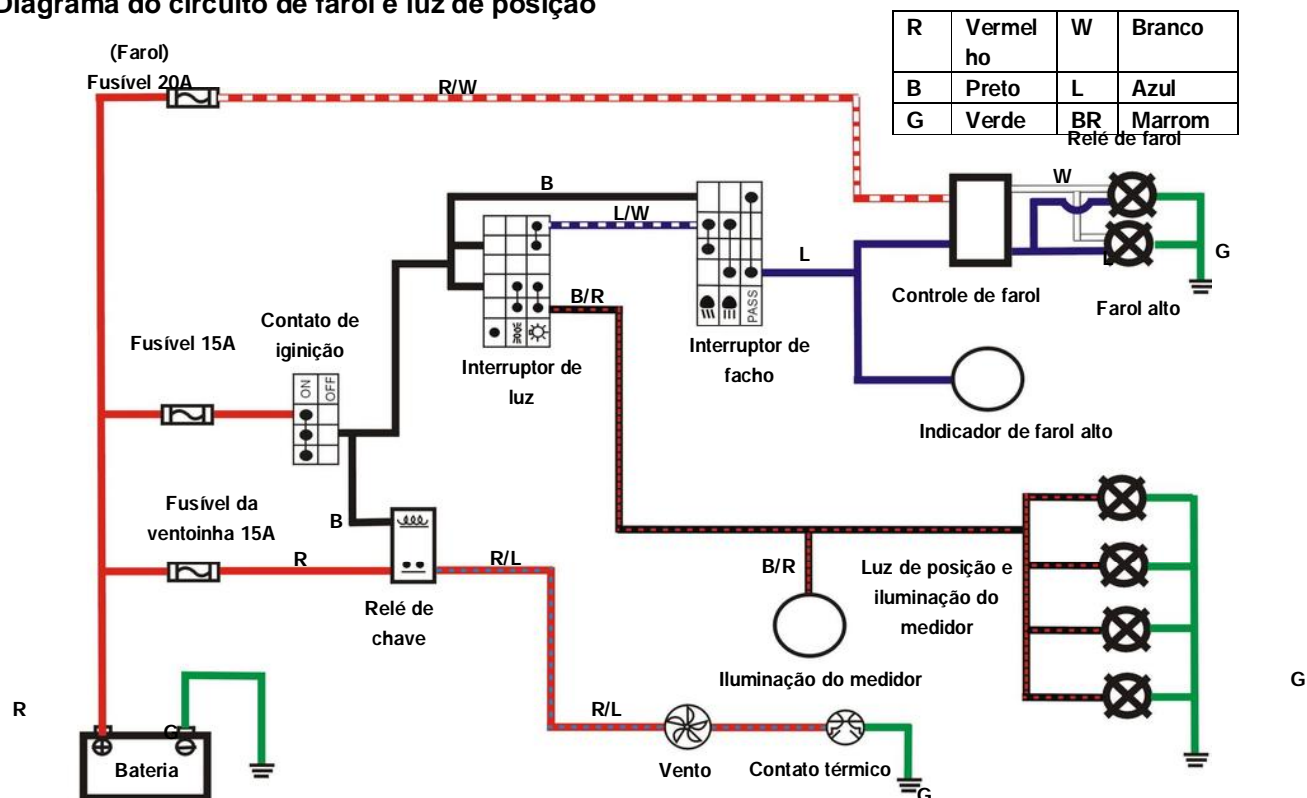 Diagrama do circuito de farol e luz de posição
R Vermel W Branco
ho
B Preto L Azul
G Verde BR Marrom
(Farol)
Fusível 20A
R/W
Relé de farol
W
B
L/W
L
L
G
B/R
Controle de farol
Farol alto
Contato de
iginição
Fusível 15A
ON
OFF
PASS
Interruptor de
luz
Interruptor de
facho
Indicador de farol alto
Fusível da
ventoinha 15A
B
R
R/L
B/R
Luz de posição e
iluminação do
medidor
Relé de
chave
Iluminação do medidor
G
R
R/L
G
Bateria
Vento
Contato térmico
G